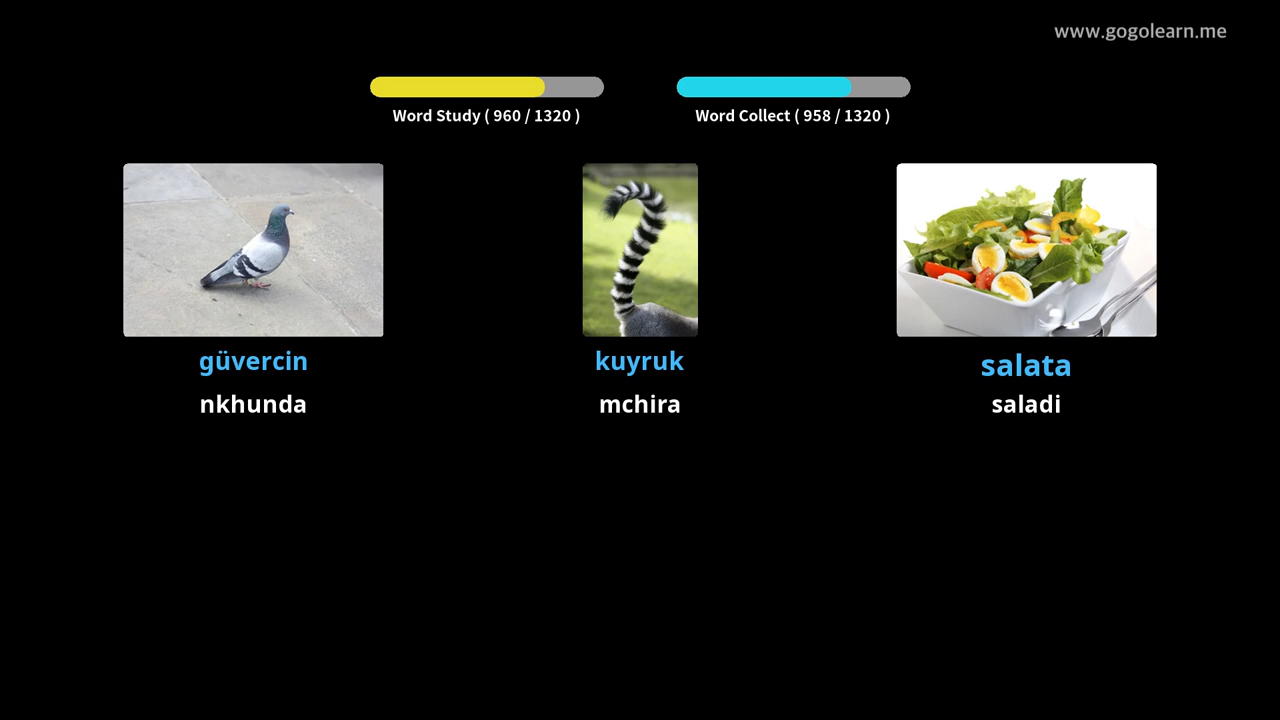 www.gogolearn.me
Word Study ( 960 / 1320 )
Word Collect ( 958 / 1320 )
güvercin
nkhunda
kuyruk
mchira
salata
saladi